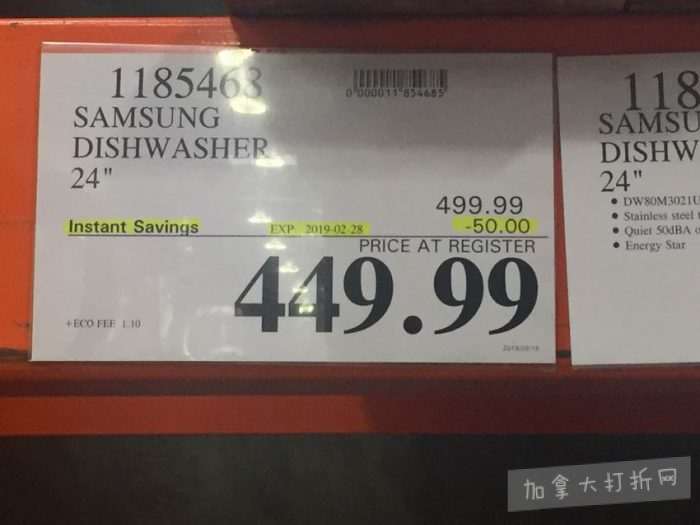 1185468
0"000011"854685"
SAMSUNG
DISHWASHER
24"
499.99
Instant Savings EXP. 2019-02-28 -50.00
PRICE AT REGISTER
449.99
+ECO FEE 1.10
118
SAMSU
DISHW
24"
• DW80M3021U
• Stainless steel
• Quiet 50dBA
• Energy Star
加拿大打折网